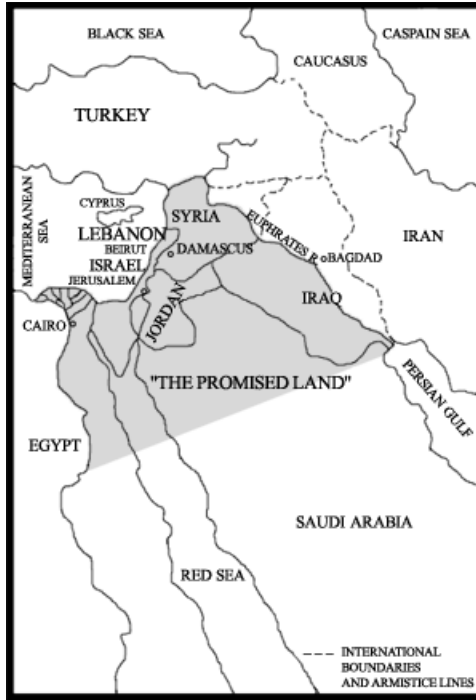 BLACK SEA
CASPAIN SEA
CAUCASUS
TURKEY
MEDITERRANEAN
SEA
CYPRUS
SYRIA
LEBANON
BEIRUT
DAMASCUS
ISRAEL
JERUSALEM
JORDAN
EUPHRATES R
BAGDAD
IRAN
IRAQ
CAIRO
"THE PROMISED LAND"
PERSIAN GULF
EGYPT
SAUDI ARABIA
RED SEA
INTERNATIONAL
BOUNDARIES
AND ARMISTICE LINES